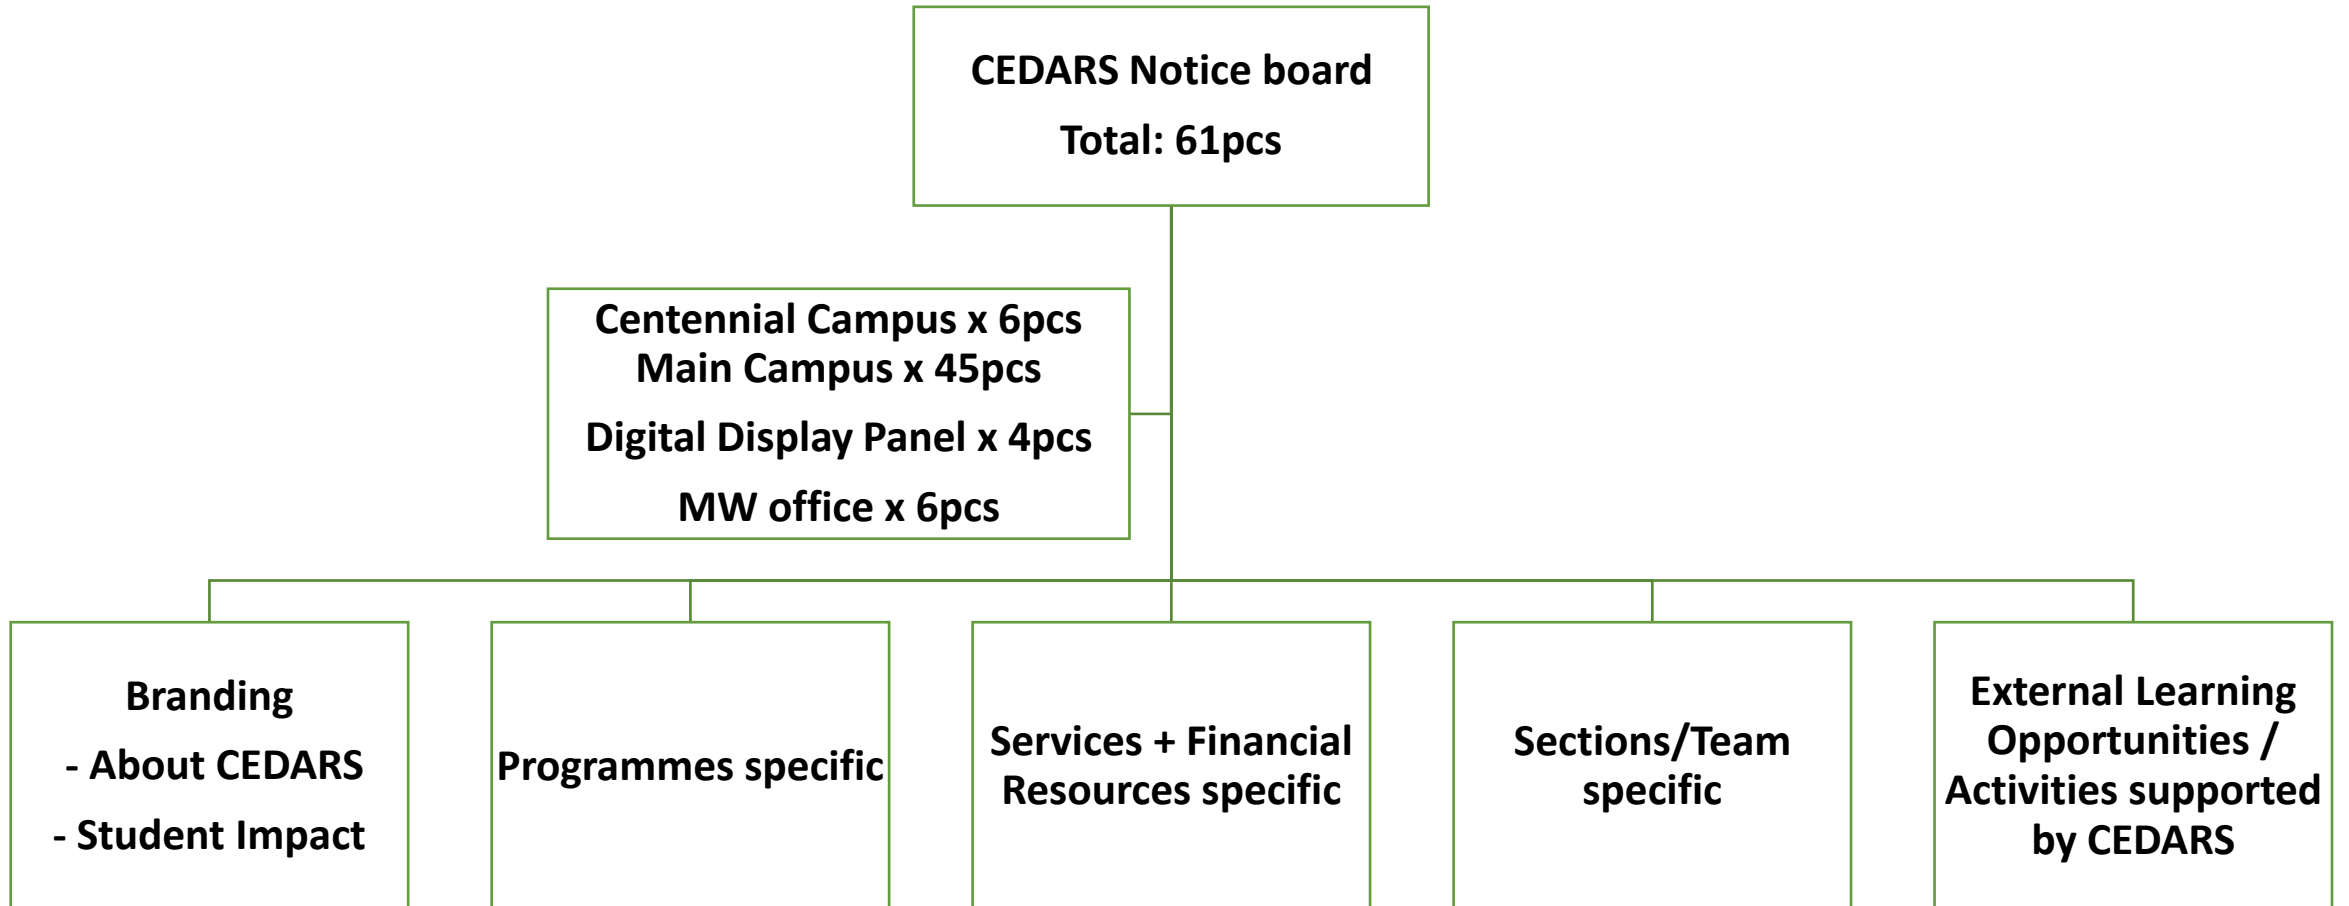 CEDARS Notice board
Total: 61pcs
Centennial Campus x 6pcs
Main Campus x 45pcs
Digital Display Panel x 4pcs
MW office x 6pcs
Branding
- About CEDARS
- Student Impact
Programmes specific
Services + Financial
Resources specific
Sections/Team
specific
External Learning
Opportunities /
Activities supported
by CEDARS